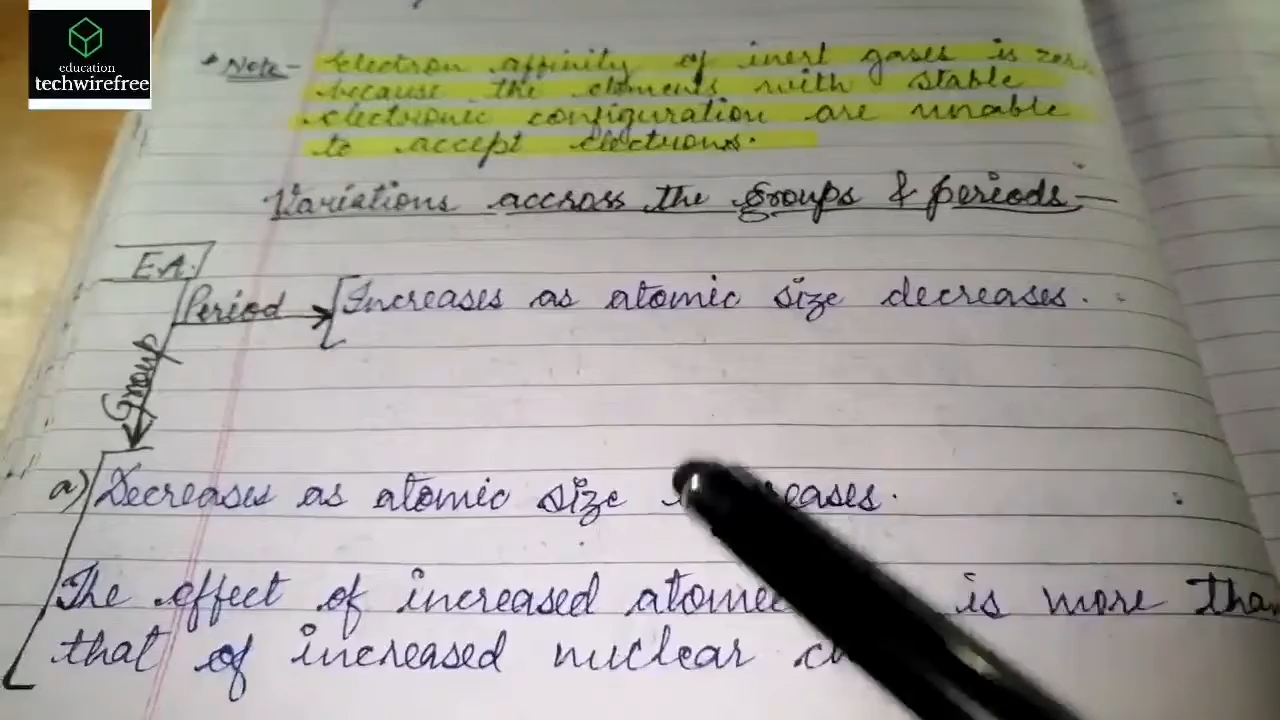 education
techwirefree
* Note - Electron affinity of inert gases is zero
because the elements with stable
electronic configuration are unable
to accept electrons.
Variations accross the Groups & periods -
E.A.
Period → Increases as atomic size decreases.
Group
a) Decreases as atomic size increases.
The effect of increased atomic is more than
that of increased nuclear